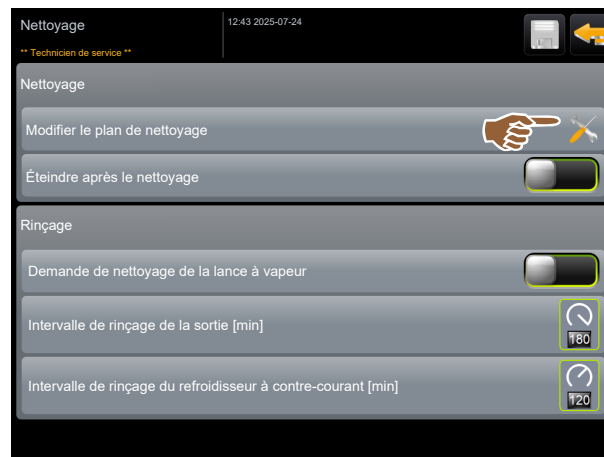 Nettoyage
12:43 2025-07-24
** Technicien de service **
Nettoyage
Modifier le plan de nettoyage
Éteindre après le nettoyage
Rinçage
Demande de nettoyage de la lance à vapeur
Intervalle de rinçage de la sortie [min]
180
Intervalle de rinçage du refroidisseur à contre-courant [min]
120